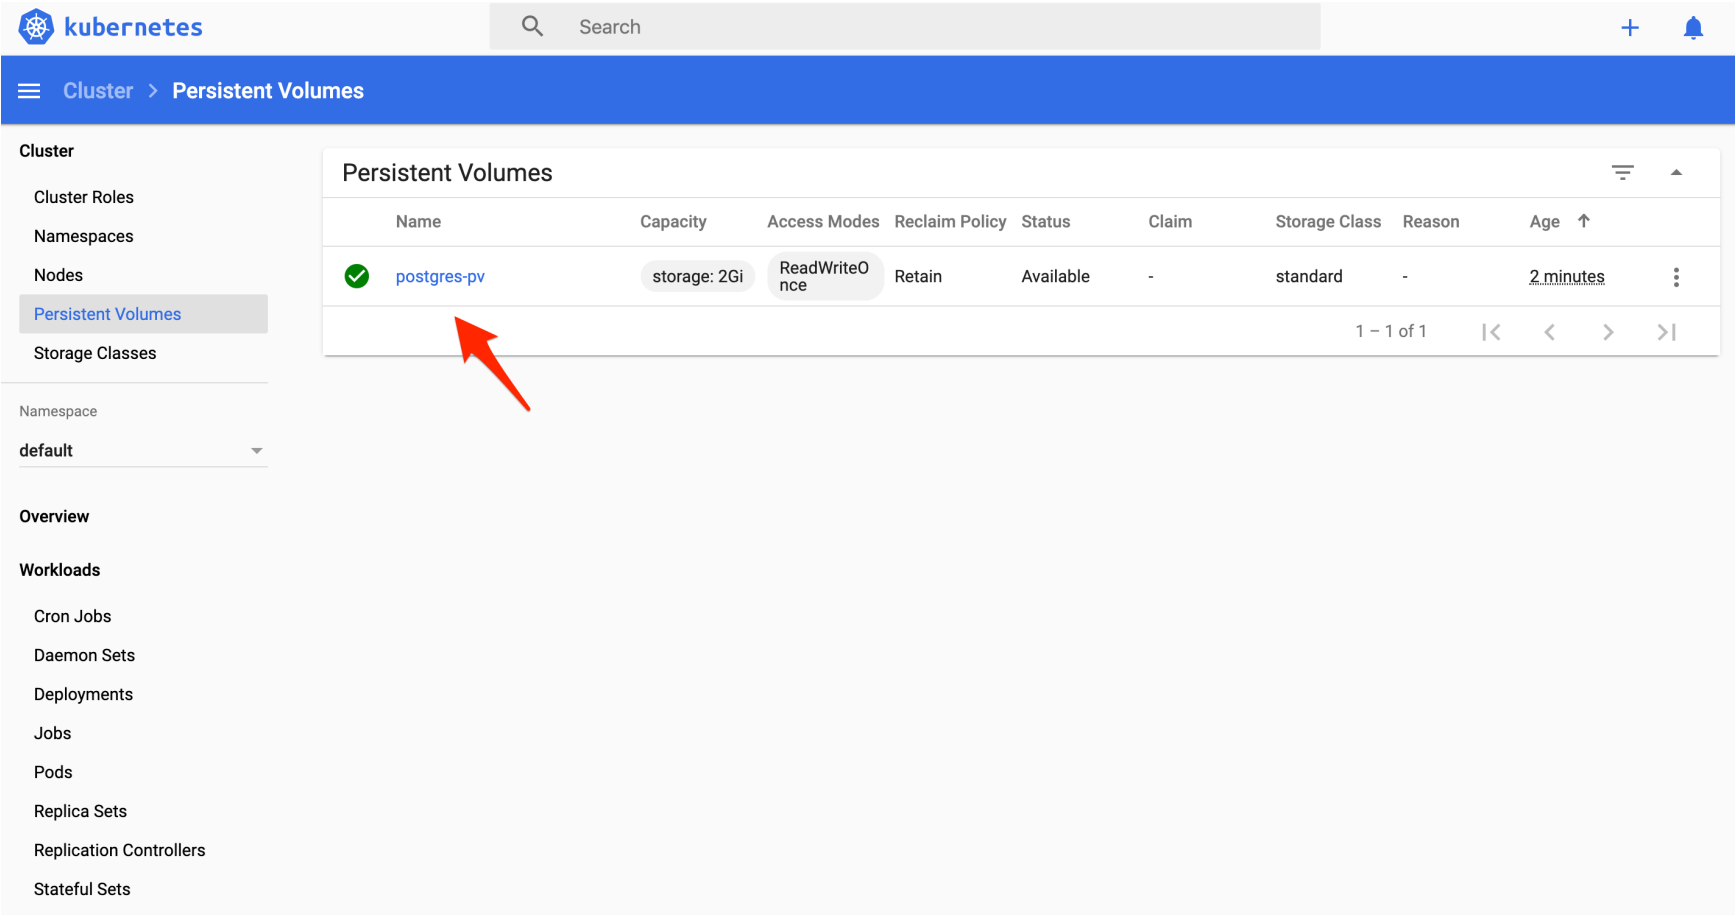 kubernetes
Search
Cluster
Persistent Volumes
Cluster
Cluster Roles
Namespaces
Nodes
Persistent Volumes
Storage Classes
Namespace
default
Overview
Workloads
Cron Jobs
Daemon Sets
Deployments
Jobs
Pods
Replica Sets
Replication Controllers
Stateful Sets
Persistent Volumes
Name Capacity Access Modes Reclaim Policy Status Claim Storage Class Reason Age
postgres-pv storage: 2Gi ReadWriteO
nce Retain Available - standard - 2 minutes
1 – 1 of 1